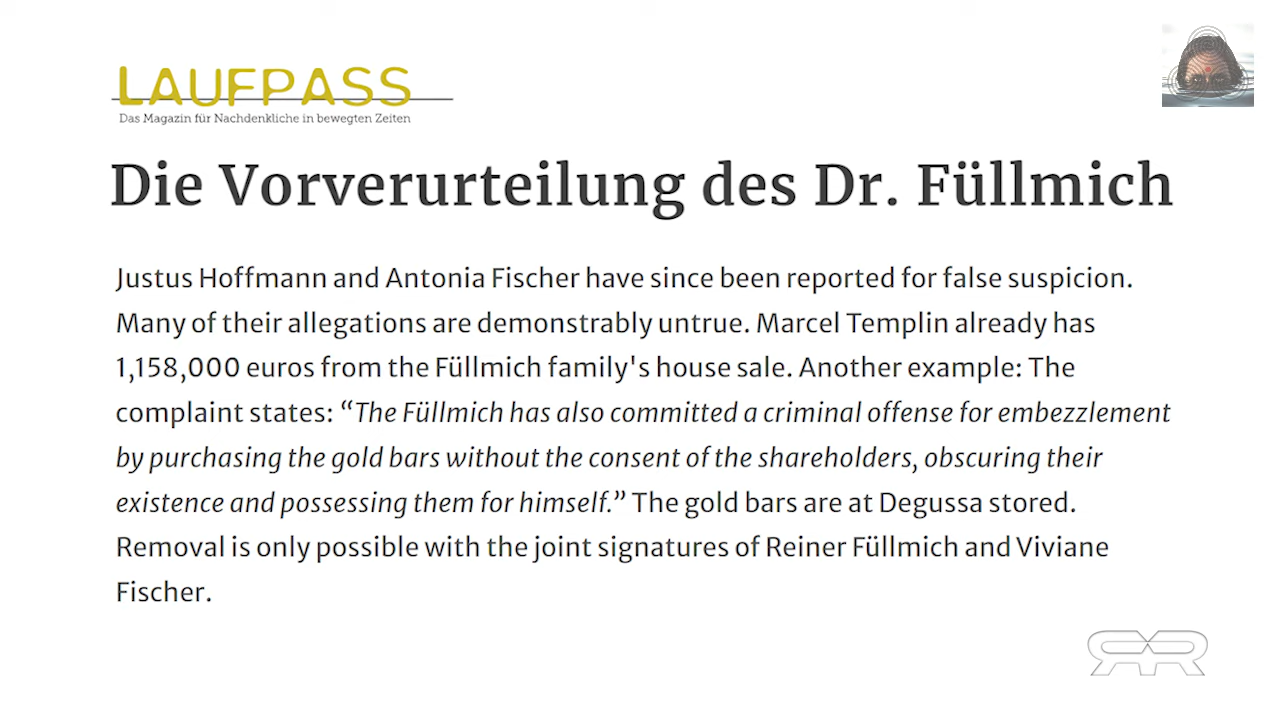 LAUFPASS
Das Magazin für Nachdenkliche in bewegten Zeiten
Die Vorverurteilung des Dr. Füllmich
Justus Hoffmann and Antonia Fischer have since been reported for false suspicion.
Many of their allegations are demonstrably untrue. Marcel Templin already has
1,158,000 euros from the Füllmich family's house sale. Another example: The
complaint states: “The Füllmich has also committed a criminal offense for embezzlement
by purchasing the gold bars without the consent of the shareholders, obscuring their
existence and possessing them for himself.” The gold bars are at Degussa stored.
Removal is only possible with the joint signatures of Reiner Füllmich and Viviane
Fischer.
RR